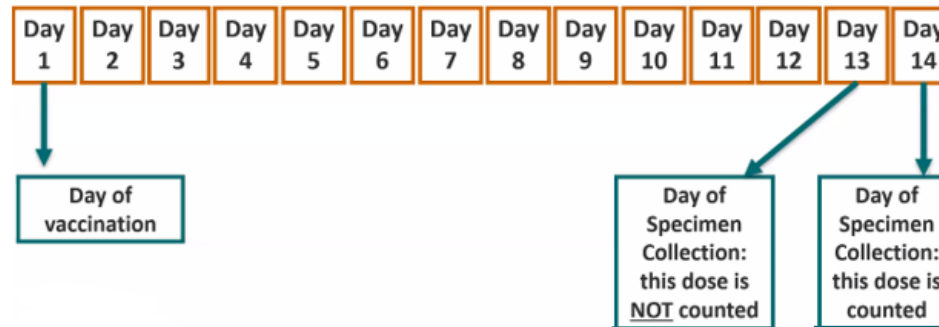 Day Day Day Day Day Day Day Day Day Day Day Day Day Day
1 2 3 4 5 6 7 8 9 10 11 12 13 14
Day of
vaccination
Day of
Specimen
Collection:
this dose is
NOT counted
Day of
Specimen
Collection:
this dose is
counted